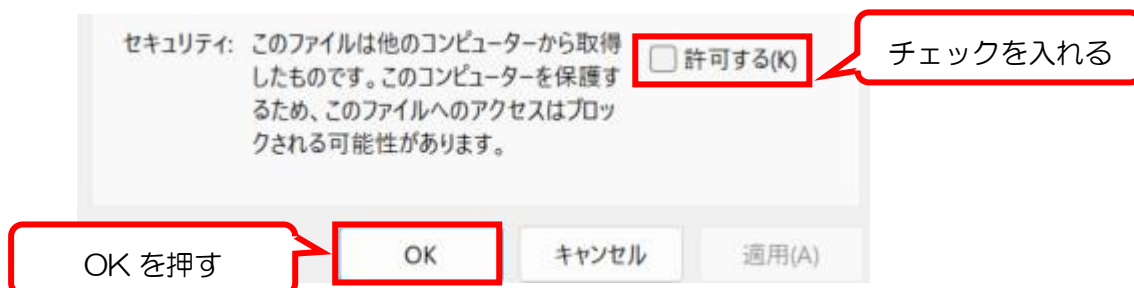 セキュリティ: このファイルは他のコンピューターから取得
したものです。このコンピューターを保護す
るため、このファイルへのアクセスはブロッ
クされる可能性があります。
許可する(K)
チェックを入れる
OK を押す
OK
キャンセル
適用(A)